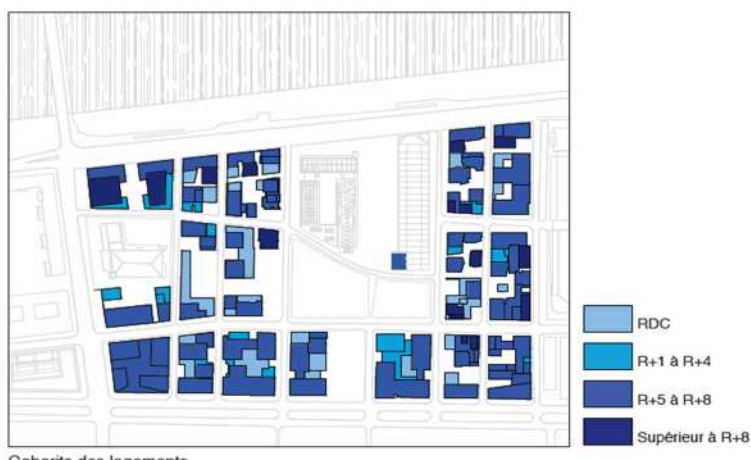 RDC
R+1 à R+4
R+5 à R+8
Supérieur à R+8
Gabarits des logements